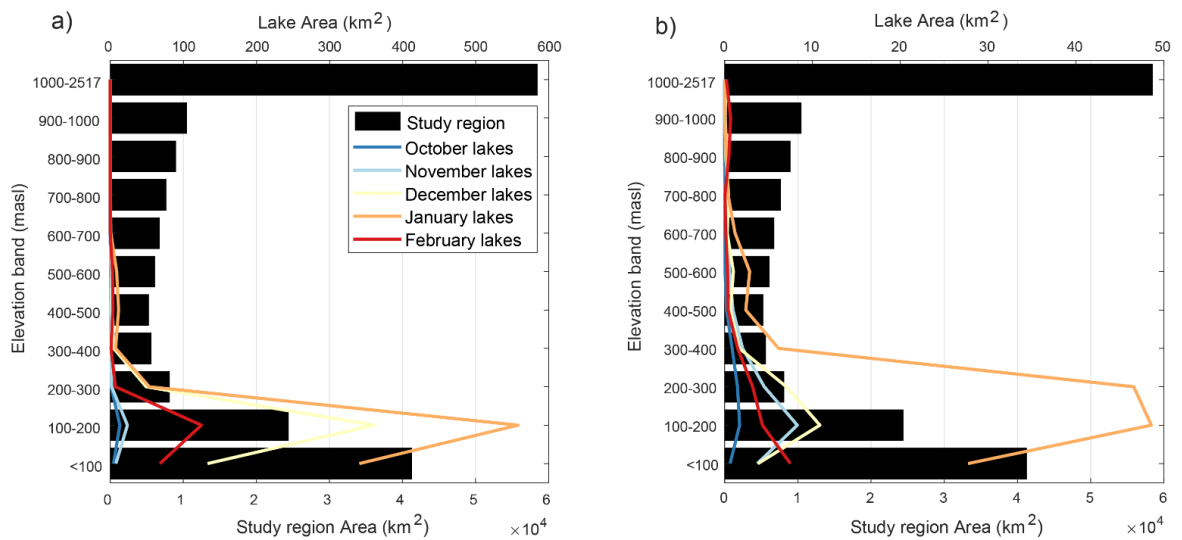 a)
Lake Area (km²)
0 100 200 300 400 500 600
Elevation band (masl)
1000-2517
900-1000
800-900
700-800
600-700
500-600
400-500
300-400
200-300
100-200
<100
Study region
October lakes
November lakes
December lakes
January lakes
February lakes
0 1 2 3 4 5 6
Study region Area (km²) ×10⁴
b)
Lake Area (km²)
0 10 20 30 40 50
Elevation band (masl)
1000-2517
900-1000
800-900
700-800
600-700
500-600
400-500
300-400
200-300
100-200
<100
0 1 2 3 4 5 6
Study region Area (km²) ×10⁴